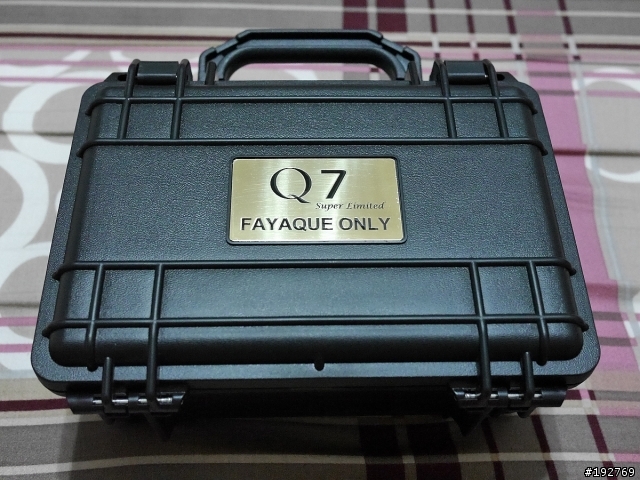 Q7
Super Limited
FAYAQUE ONLY
#192769